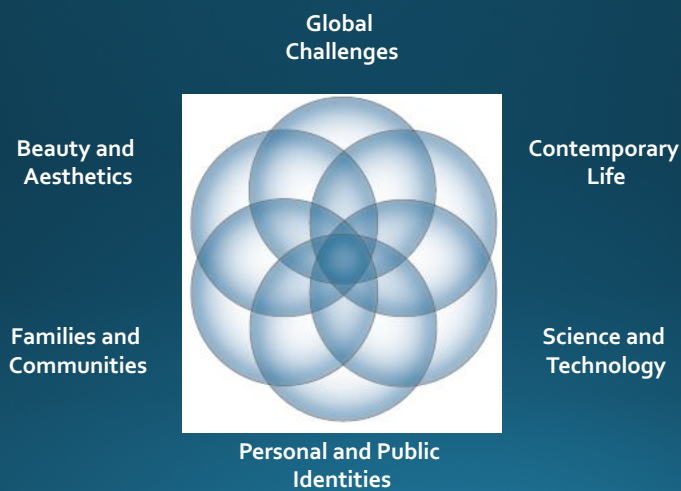 Global
Challenges
Beauty and
Aesthetics
Contemporary
Life
Families and
Communities
Science and
Technology
Personal and Public
Identities